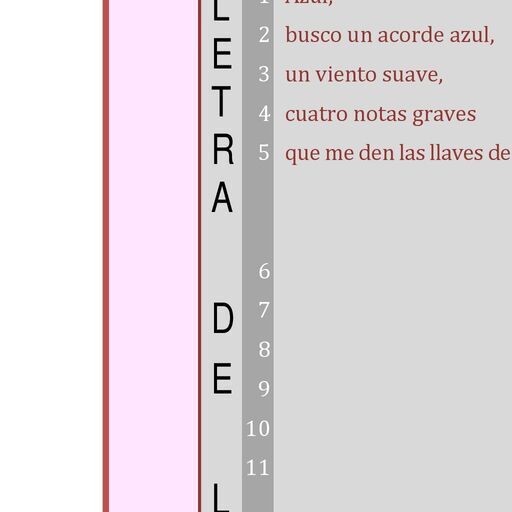 LETRA DE L
1 Azul,
2 busco un acorde azul,
3 un viento suave,
4 cuatro notas graves
5 que me den las llaves de
6
7
8
9
10
11